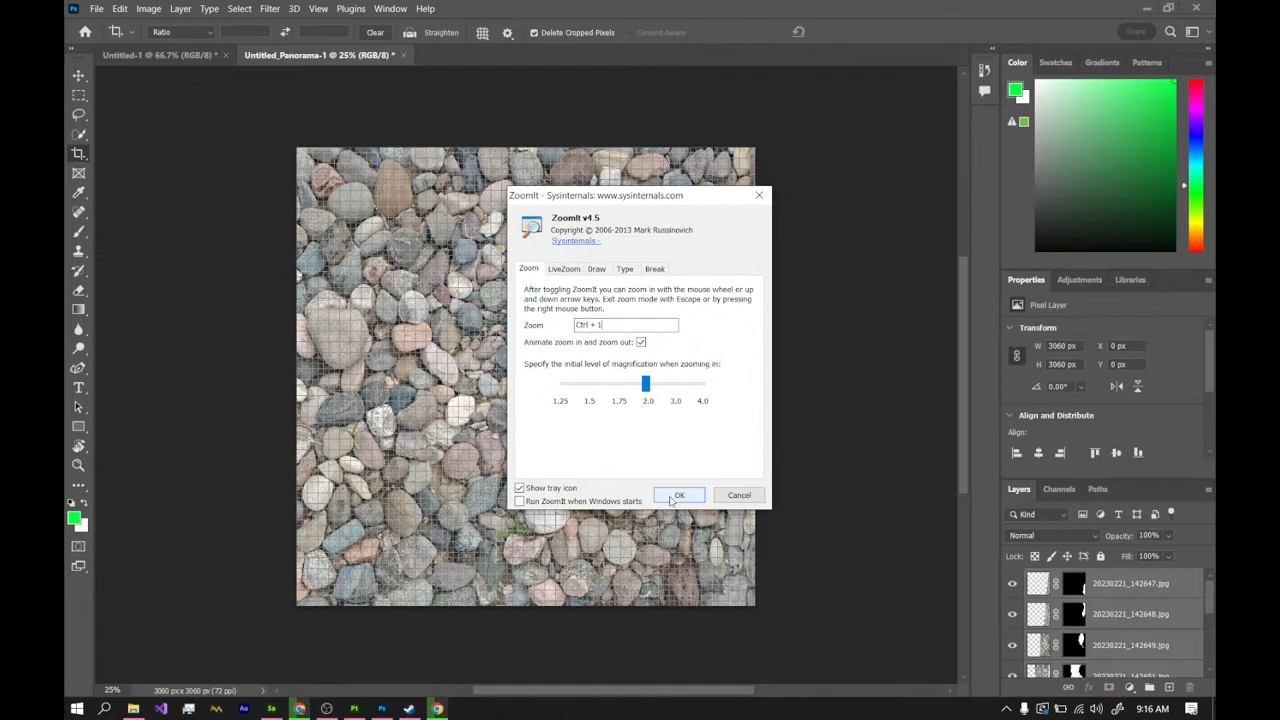 Ps File Edit Image Layer Type Select Filter 3D View Plugins Window Help
Ratio Clear Straighten Delete Cropped Pixels Content-Aware Share
Untitled-1 @ 66.7% (RGB/8) * × Untitled_Panorama-1 @ 25% (RGB/8) * ×
Color Swatches Gradients Patterns
ZoomIt - Sysinternals: www.sysinternals.com
ZoomIt v4.5
Copyright © 2006-2013 Mark Russinovich
Sysinternals -
Zoom LiveZoom Draw Type Break
After toggling ZoomIt you can zoom in with the mouse wheel or up
and down arrow keys. Exit zoom mode with Escape or by pressing
the right mouse button.
Zoom Ctrl + 1
Animate zoom in and zoom out:
Specify the initial level of magnification when zooming in:
1.25 1.5 1.75 2.0 3.0 4.0
Show tray icon
Run ZoomIt when Windows starts
OK Cancel
Properties Adjustments Libraries
Pixel Layer
Transform
W 3060 px X 0 px
H 3060 px Y 0 px
0.00°
Align and Distribute
Align:
Layers Channels Paths
Kind
Normal Opacity: 100%
Lock: Fill: 100%
20230221_142647.jpg
20230221_142648.jpg
20230221_142649.jpg
25% 3060 px x 3060 px (72 ppi)
Au Sa Pt Ps 9:16 AM